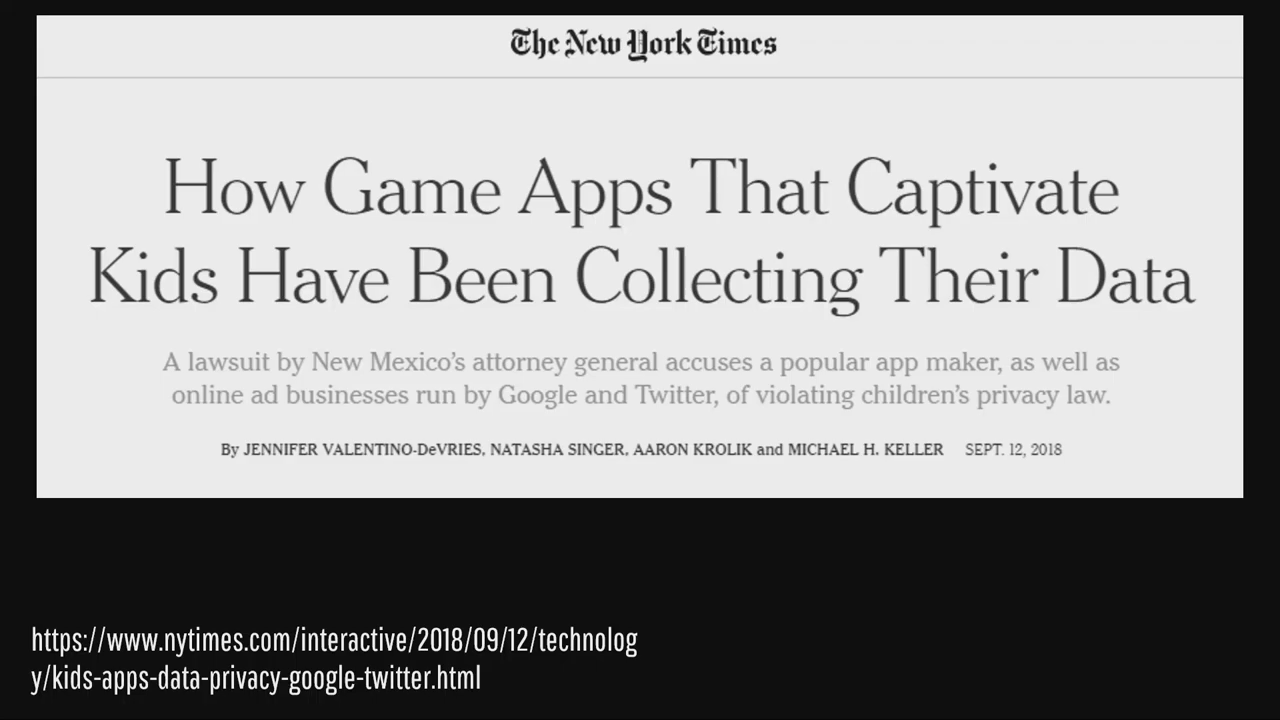 The New York Times
How Game Apps That Captivate
Kids Have Been Collecting Their Data
A lawsuit by New Mexico's attorney general accuses a popular app maker, as well as
online ad businesses run by Google and Twitter, of violating children's privacy law.
By JENNIFER VALENTINO-DeVRIES, NATASHA SINGER, AARON KROLIK and MICHAEL H. KELLER SEPT. 12, 2018
https://www.nytimes.com/interactive/2018/09/12/technolog
y/kids-apps-data-privacy-google-twitter.html